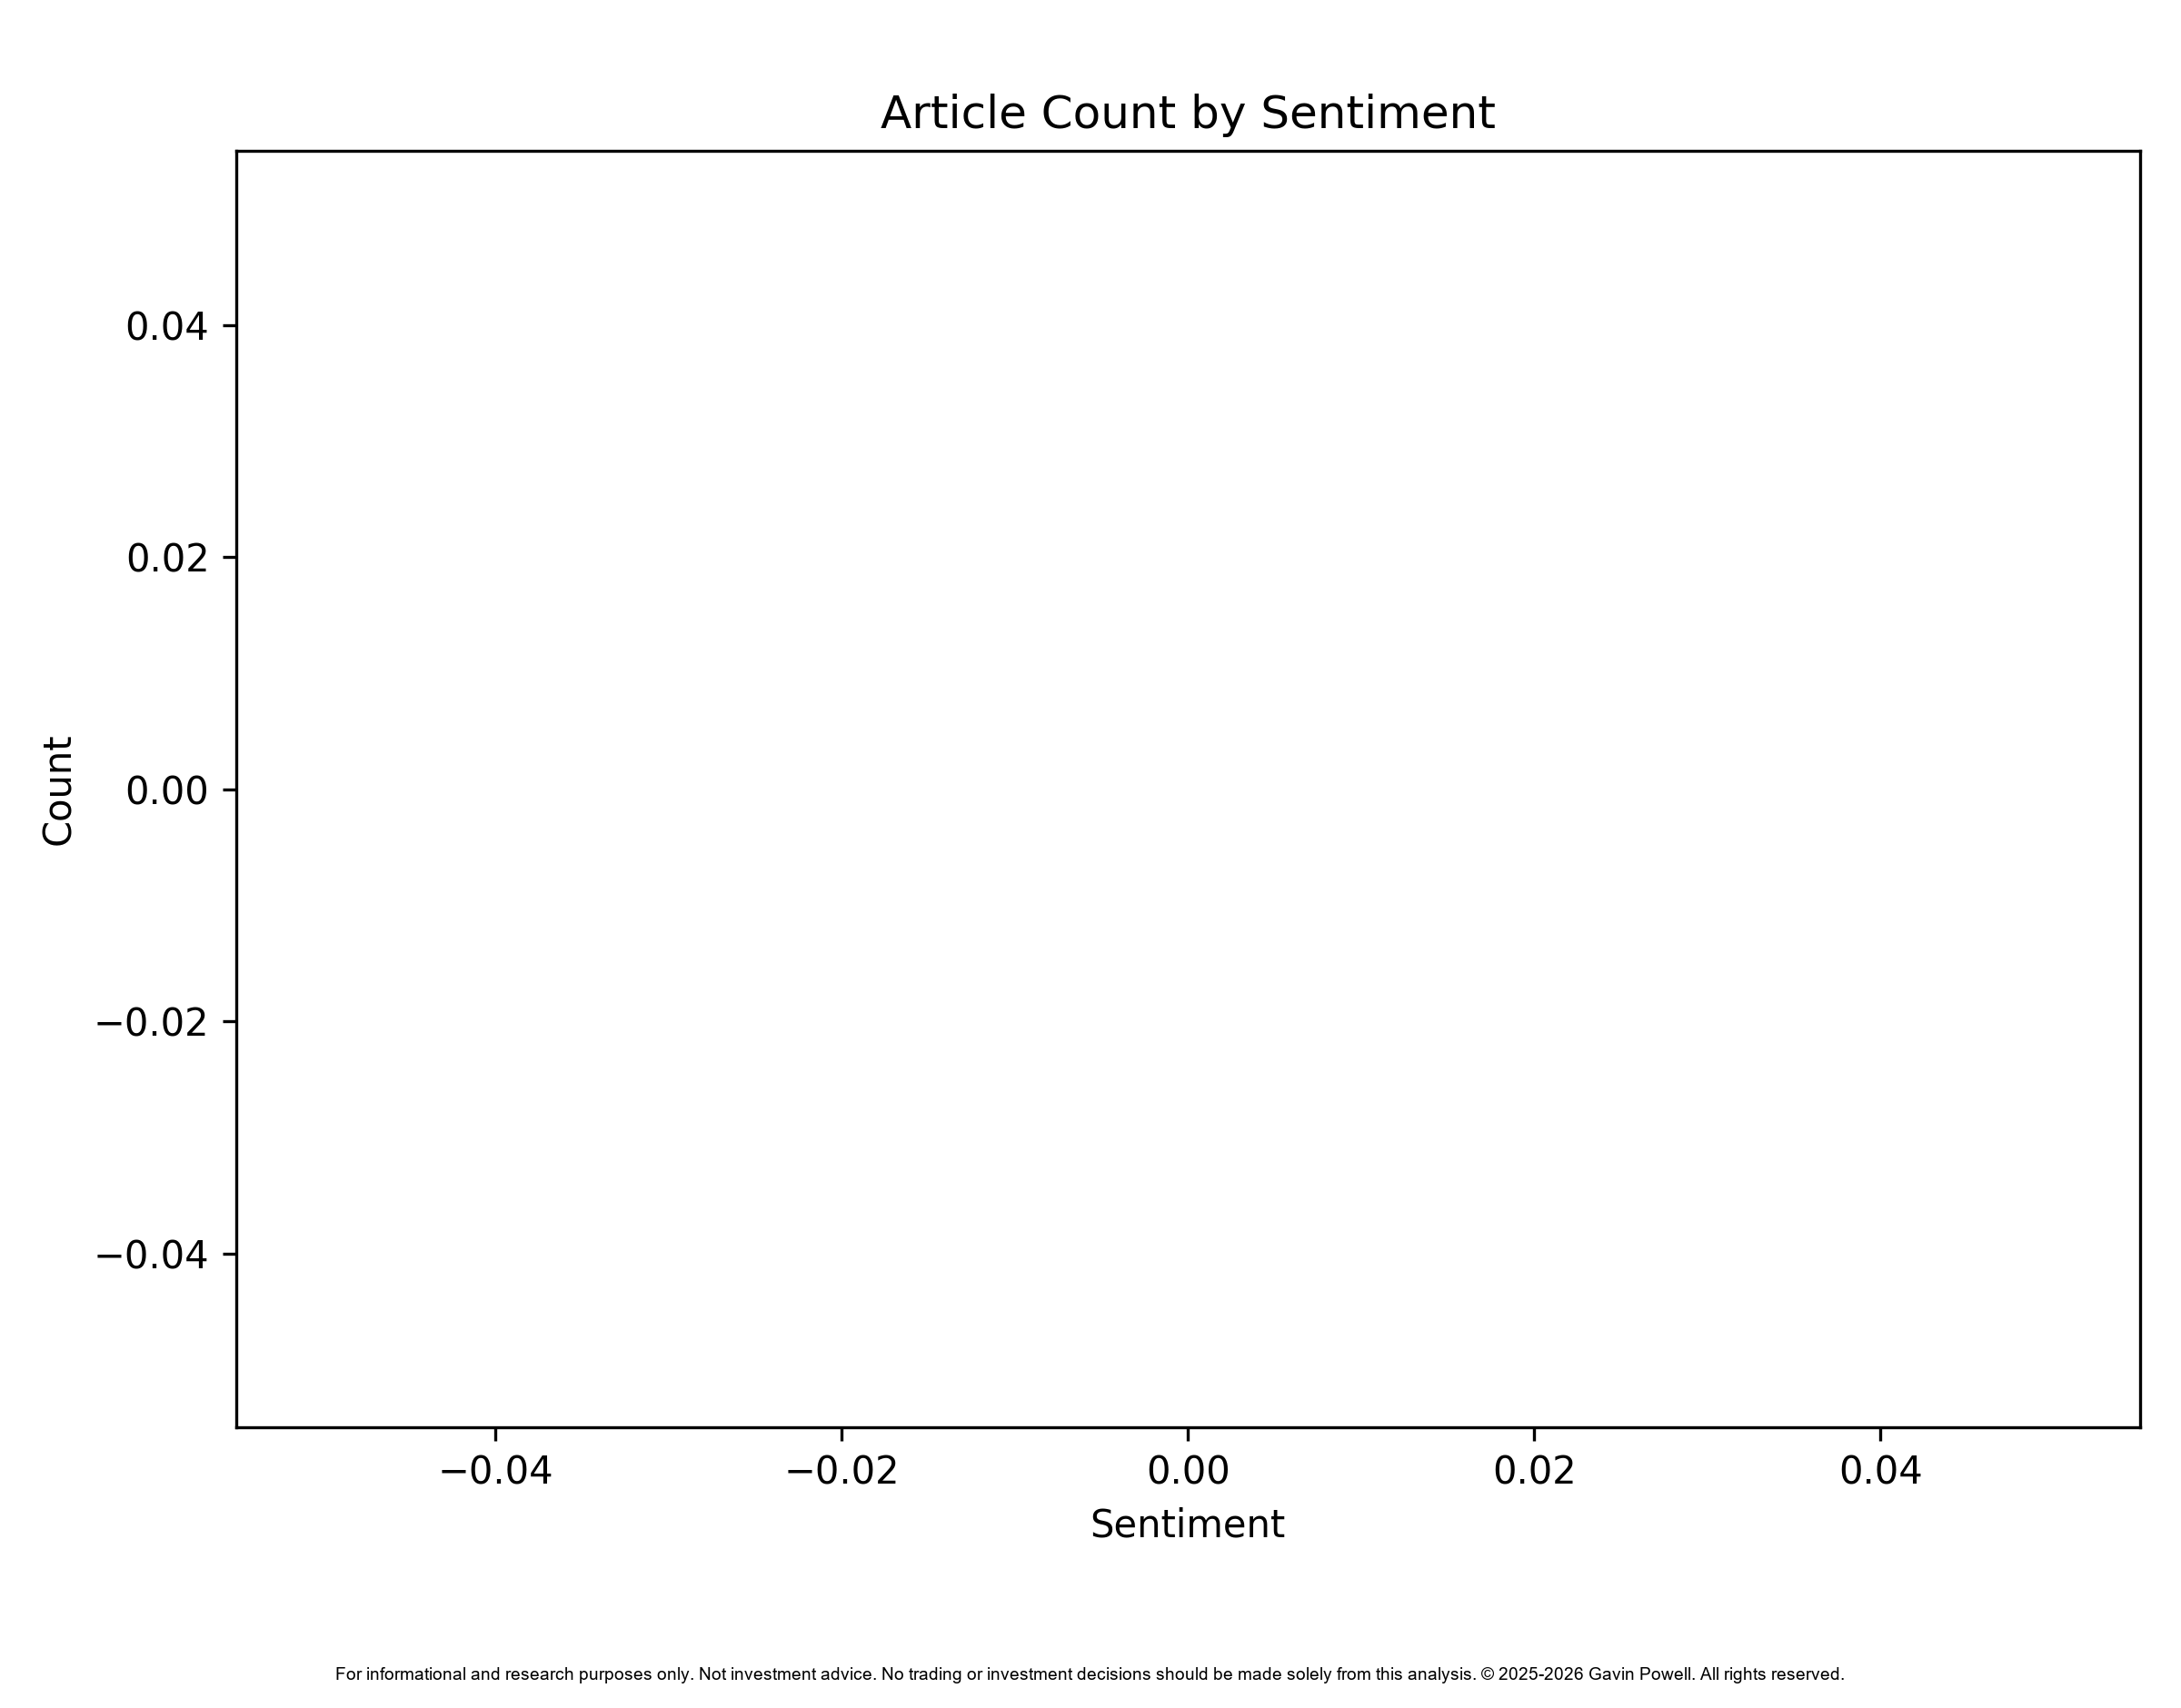 Article Count by Sentiment
0.04
0.02
0.00
−0.02
−0.04
Count
−0.04
−0.02
0.00
0.02
0.04
Sentiment
For informational and research purposes only. Not investment advice. No trading or investment decisions should be made solely from this analysis. © 2025-2026 Gavin Powell. All rights reserved.